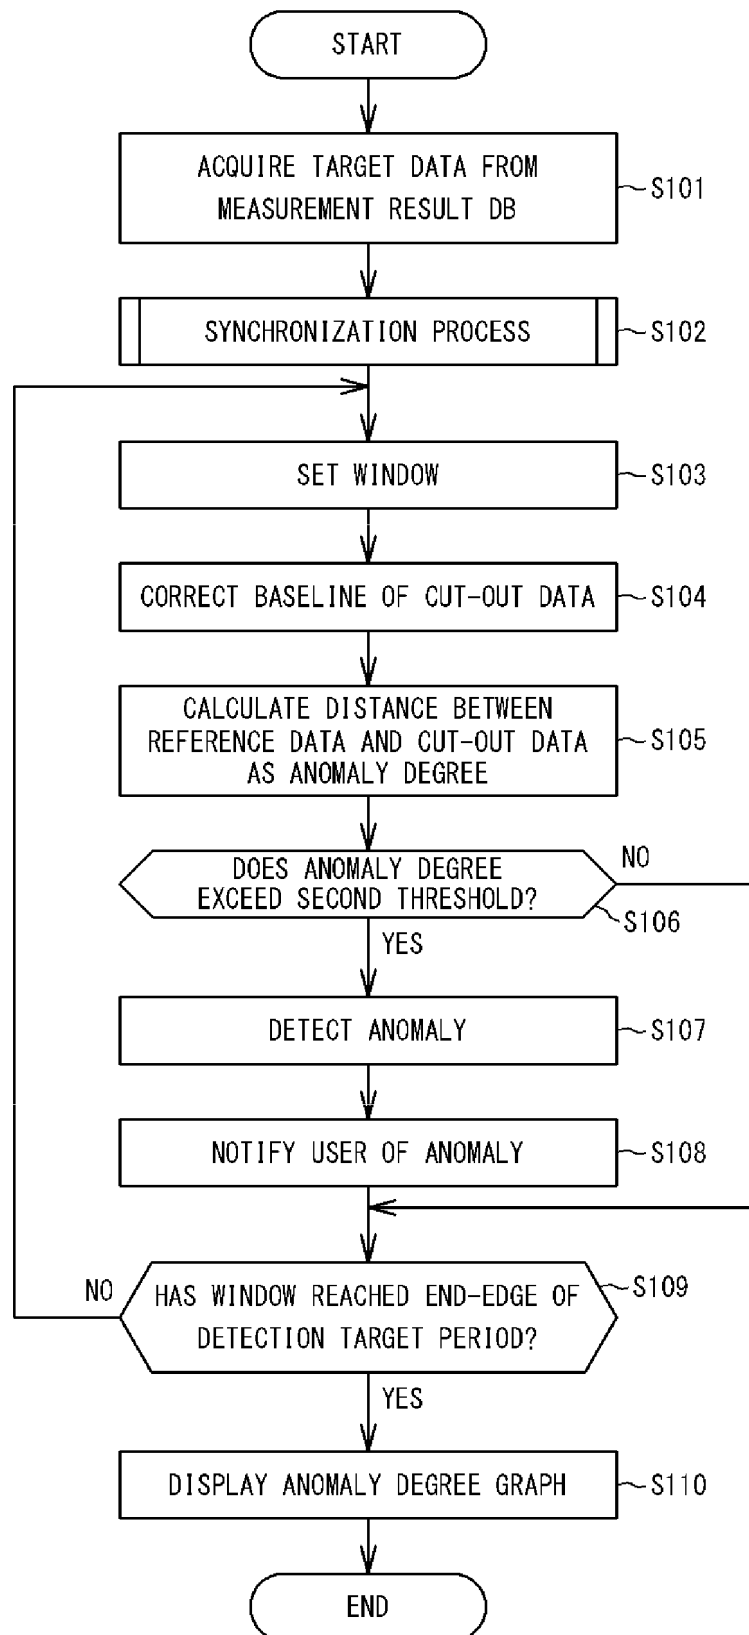 START
ACQUIRE TARGET DATA FROM
MEASUREMENT RESULT DB
S101
SYNCHRONIZATION PROCESS
S102
SET WINDOW
S103
CORRECT BASELINE OF CUT-OUT DATA
S104
CALCULATE DISTANCE BETWEEN
REFERENCE DATA AND CUT-OUT DATA
AS ANOMALY DEGREE
S105
DOES ANOMALY DEGREE
EXCEED SECOND THRESHOLD?
NO
S106
YES
DETECT ANOMALY
S107
NOTIFY USER OF ANOMALY
S108
NO
HAS WINDOW REACHED END-EDGE OF
DETECTION TARGET PERIOD?
S109
YES
DISPLAY ANOMALY DEGREE GRAPH
S110
END